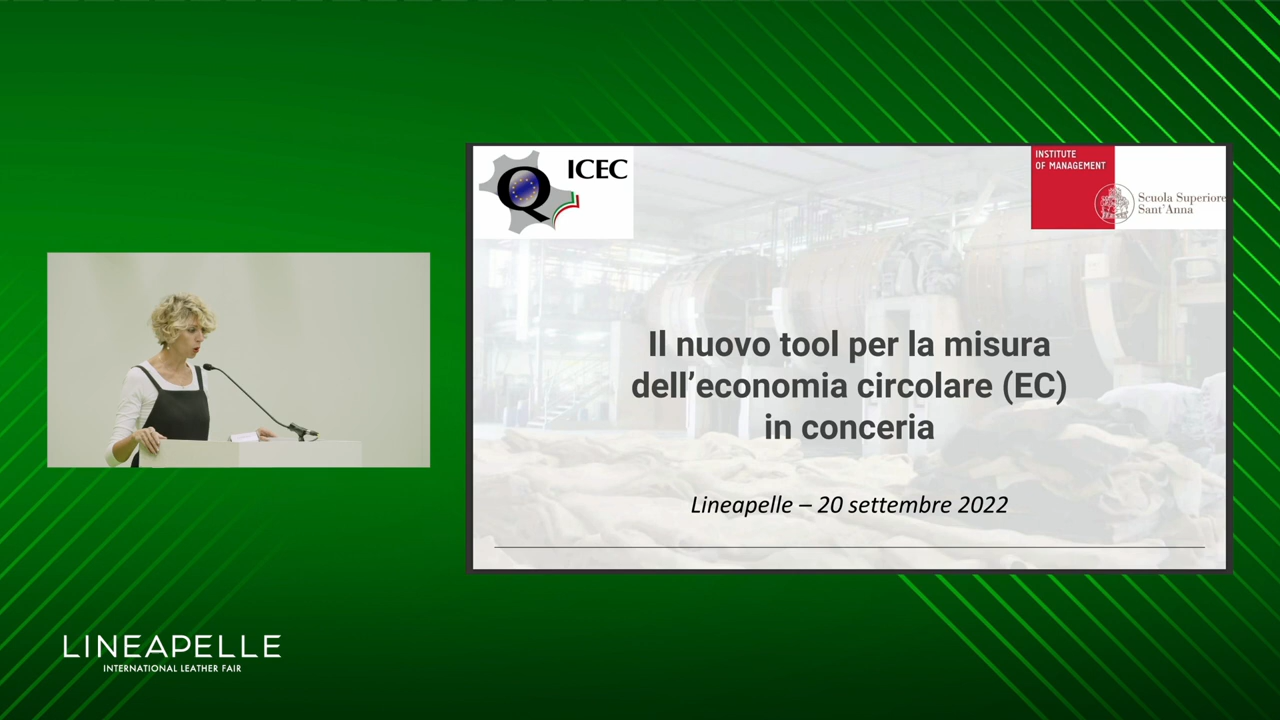 ICEC
Q
INSTITUTE
OF MANAGEMENT
Scuola Superiore
Sant'Anna
Il nuovo tool per la misura
dell'economia circolare (EC)
in conceria
Lineapelle – 20 settembre 2022
LINEAPELLE
INTERNATIONAL LEATHER FAIR